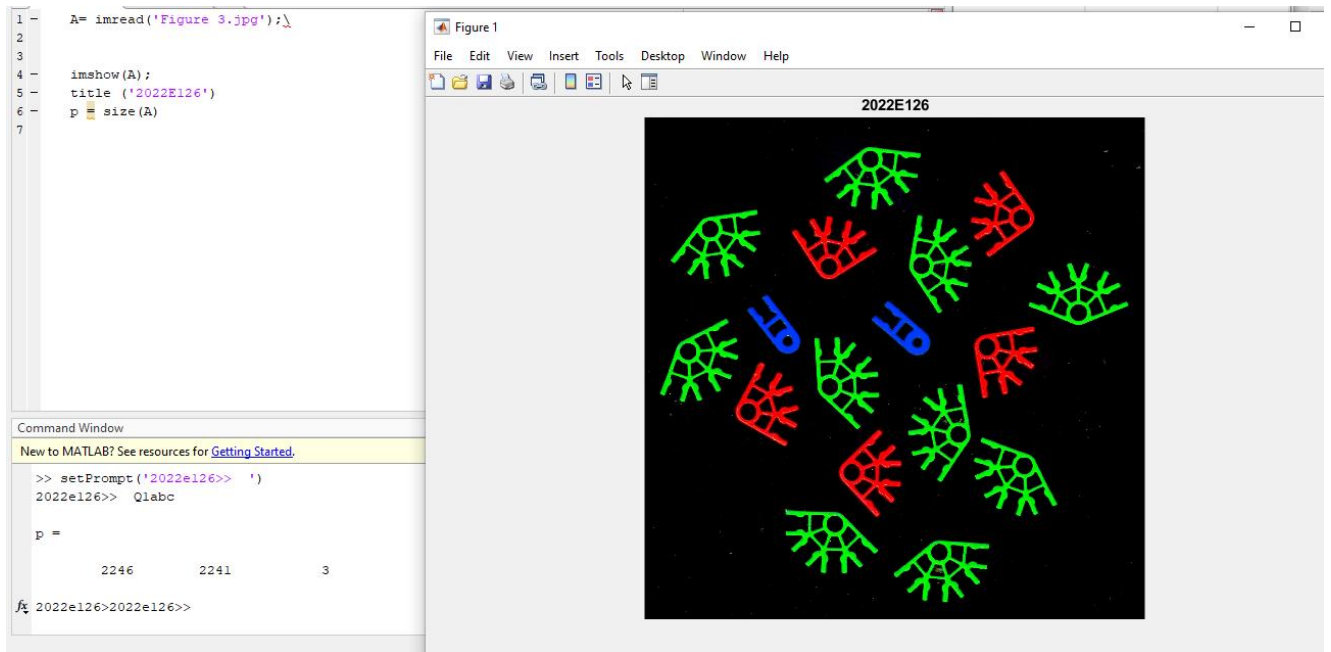 1 - A= imread('Figure 3.jpg');\
2
3
4 - imshow(A);
5 - title ('2022E126')
6 - p = size(A)
7
Command Window
New to MATLAB? See resources for Getting Started.
>> setPrompt('2022e126>>  ')
2022e126>>  Q1abc
p =
2246 2241 3
fx 2022e126>2022e126>>
Figure 1
File Edit View Insert Tools Desktop Window Help
2022E126